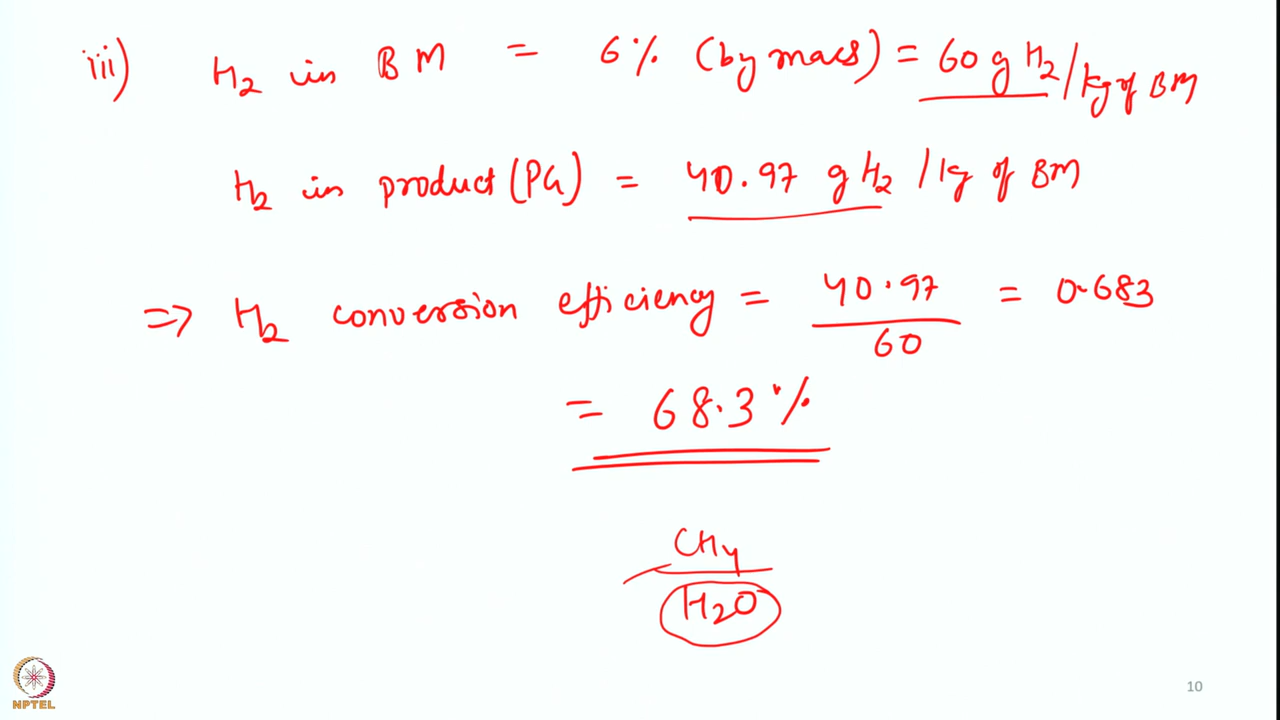 iii) H2 in BM = 6% (by mass) = 60 g H2/kg of BM
H2 in product (PG) = 40.97 g H2 /kg of BM
=> H2 conversion efficiency = 40.97/60 = 0.683
= 68.3%
CH4
H2O
NPTEL
10